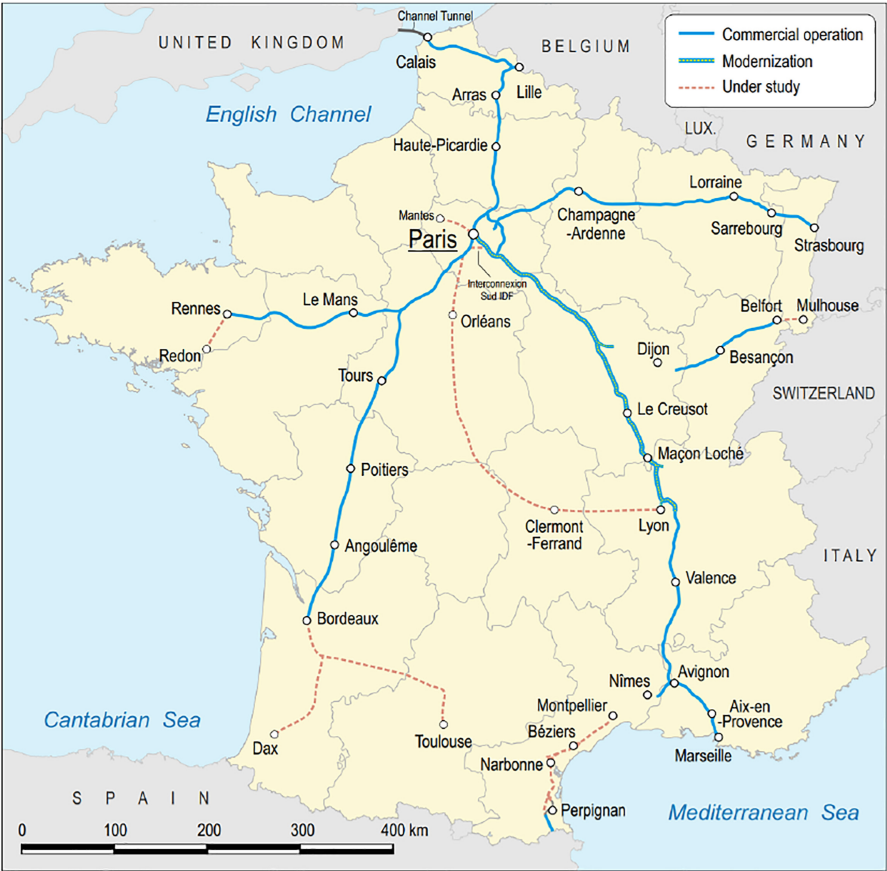 Channel Tunnel
UNITED KINGDOM
BELGIUM
Commercial operation
Modernization
Under study
Calais
Lille
Arras
English Channel
LUX.
GERMANY
Haute-Picardie
Lorraine
Mantes
Champagne
-Ardenne
Sarrebourg
Paris
Strasbourg
Interconnexion
Sud IDF
Rennes
Le Mans
Orléans
Belfort
Mulhouse
Redon
Dijon
Besançon
Tours
SWITZERLAND
Le Creusot
Maçon Loché
Poitiers
Clermont
-Ferrand
Lyon
Angoulême
ITALY
Valence
Bordeaux
Nîmes
Avignon
Montpellier
Aix-en
-Provence
Cantabrian Sea
Béziers
Dax
Toulouse
Marseille
Narbonne
SPAIN
Perpignan
Mediterranean Sea
0 100 200 300 400 km